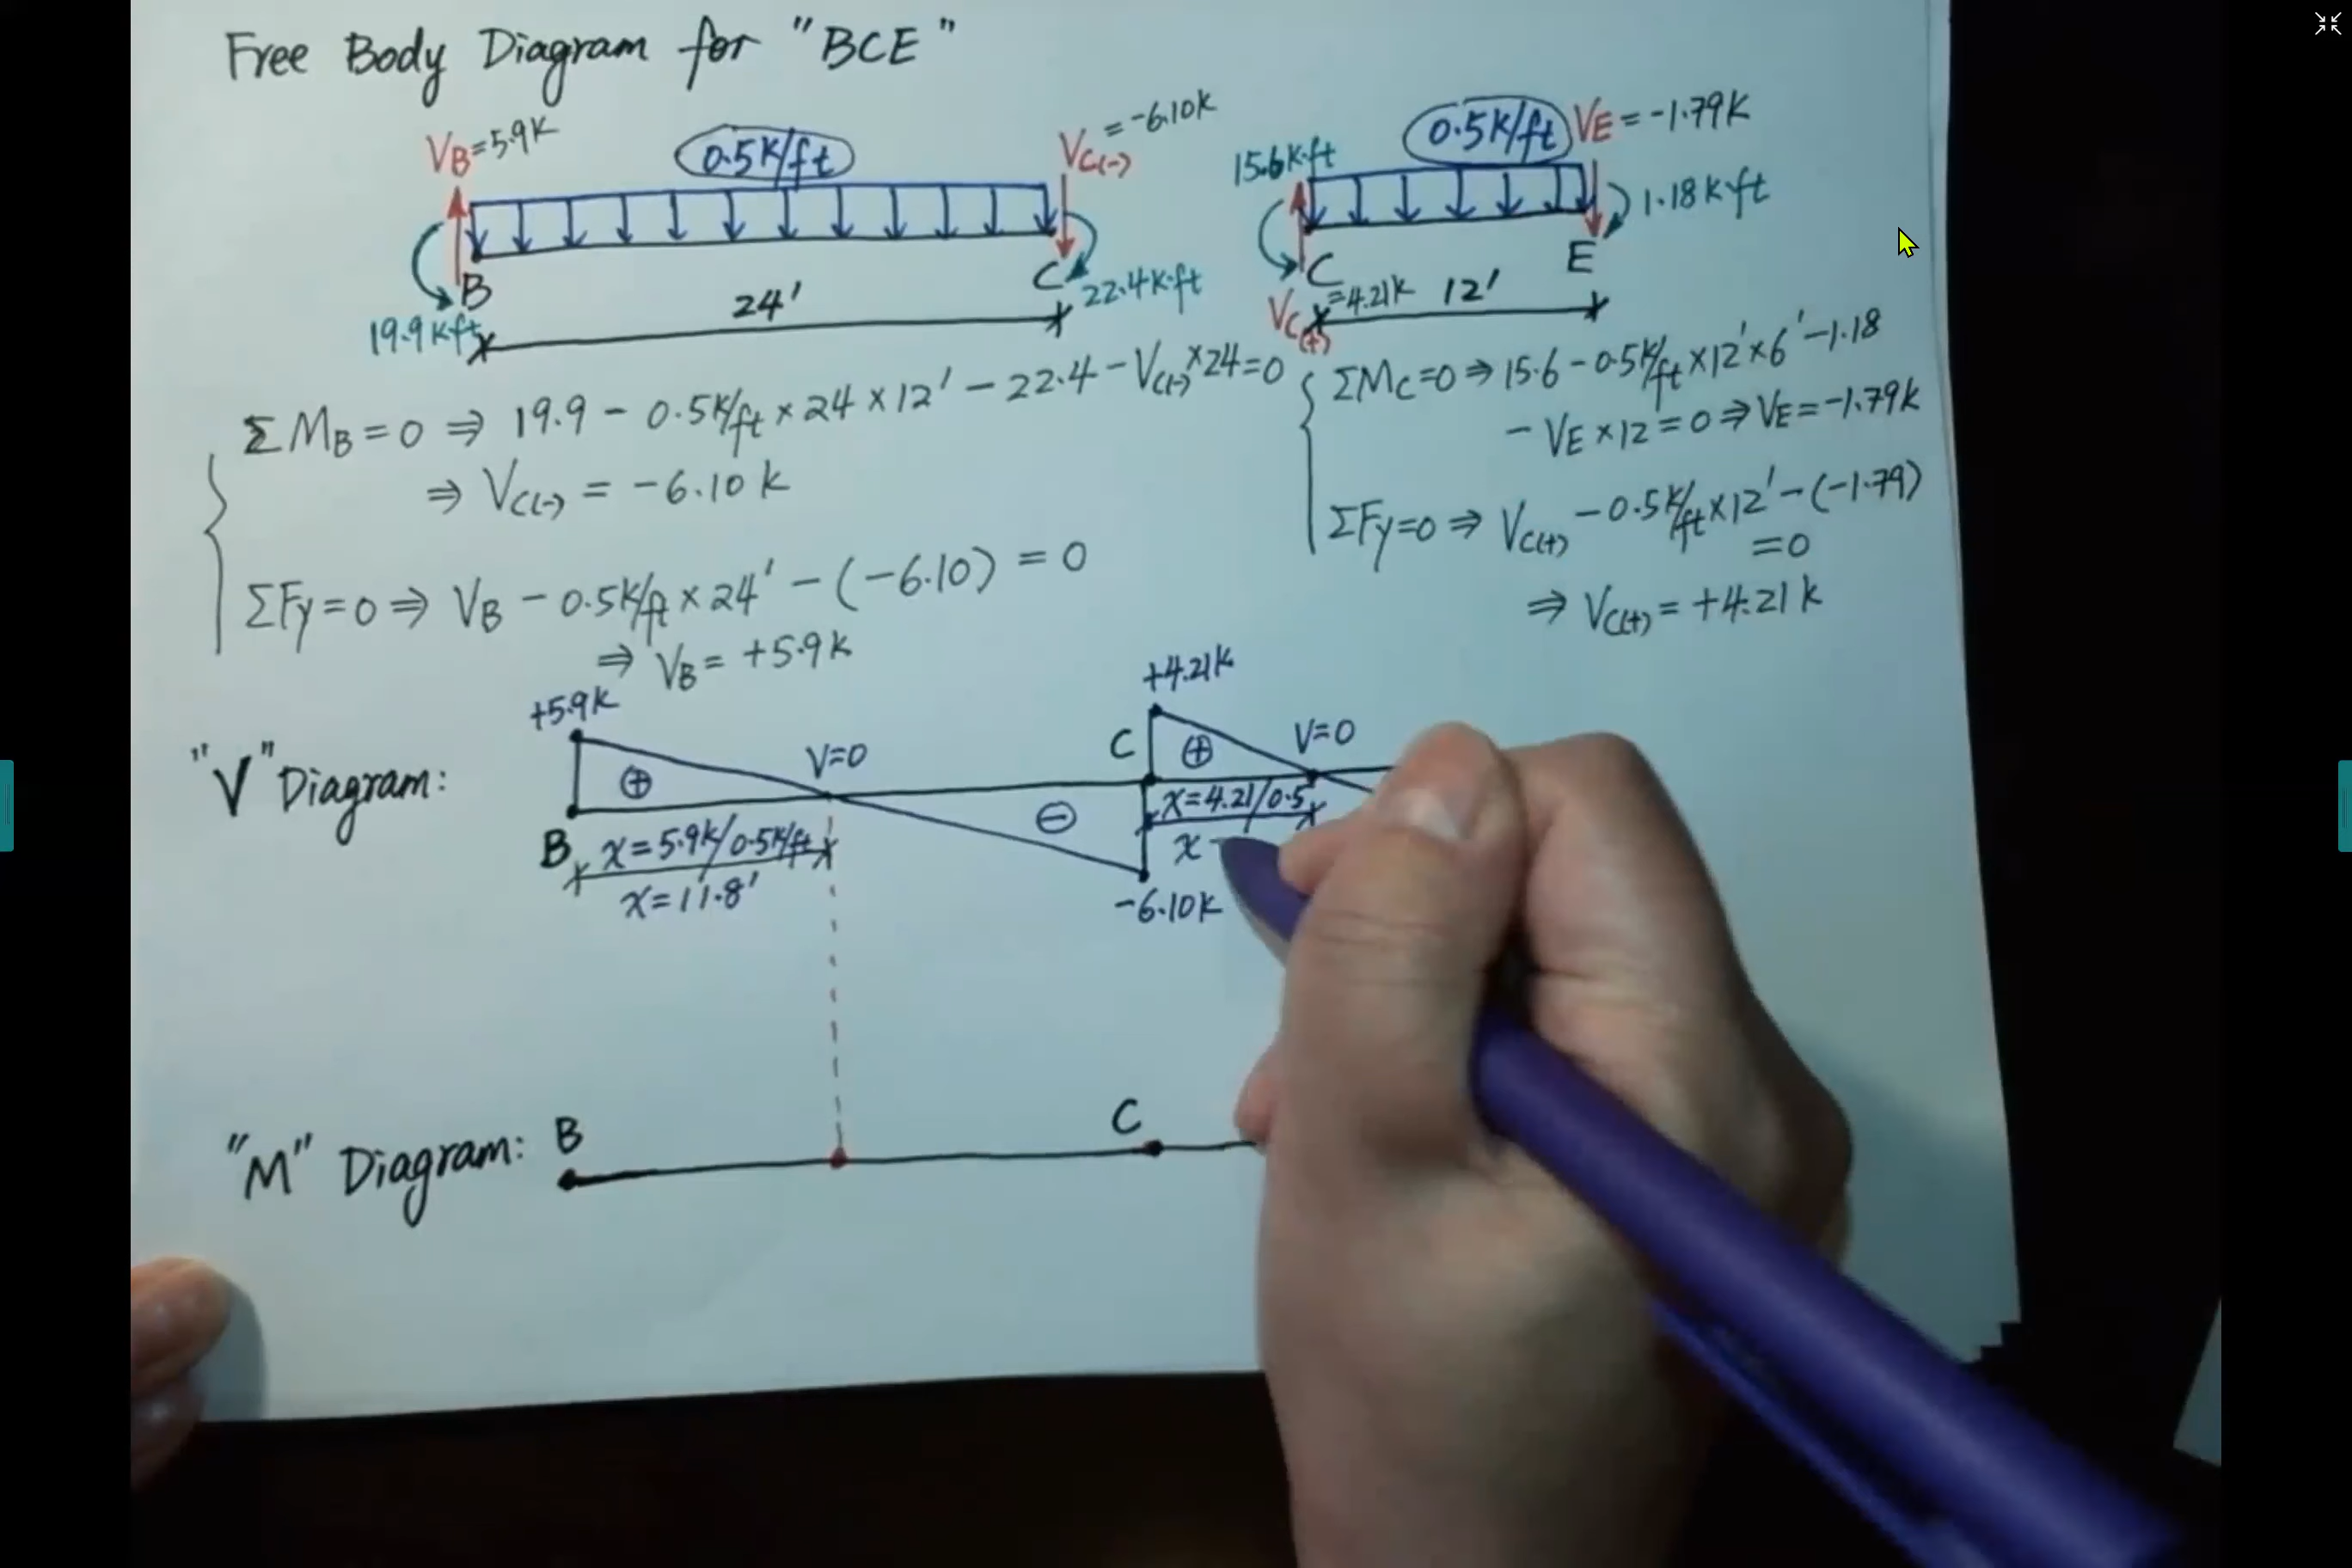 Free Body Diagram for "BCE"
VB = 5.9K
0.5K/ft
VC(-) = -6.10K
B
C
19.9 K·ft
22.4 K·ft
24'
15.6 K·ft
0.5K/ft
VE = -1.79K
1.18 K·ft
C
E
VC(+) = 4.21K
12'
ΣMB = 0 ⇒ 19.9 - 0.5K/ft × 24 × 12' - 22.4 - VC(-) × 24 = 0
⇒ VC(-) = -6.10 K
ΣFy = 0 ⇒ VB - 0.5K/ft × 24' - (-6.10) = 0
⇒ VB = +5.9K
ΣMC = 0 ⇒ 15.6 - 0.5K/ft × 12' × 6' - 1.18
- VE × 12 = 0 ⇒ VE = -1.79K
ΣFy = 0 ⇒ VC(+) - 0.5K/ft × 12' - (-1.79)
= 0
⇒ VC(+) = +4.21 K
"V" Diagram:
+5.9K
V=0
+4.21K
V=0
C
B
x = 5.9K/0.5K/ft
x = 11.8'
x = 4.21/0.5
x -
-6.10K
"M" Diagram:
B
C